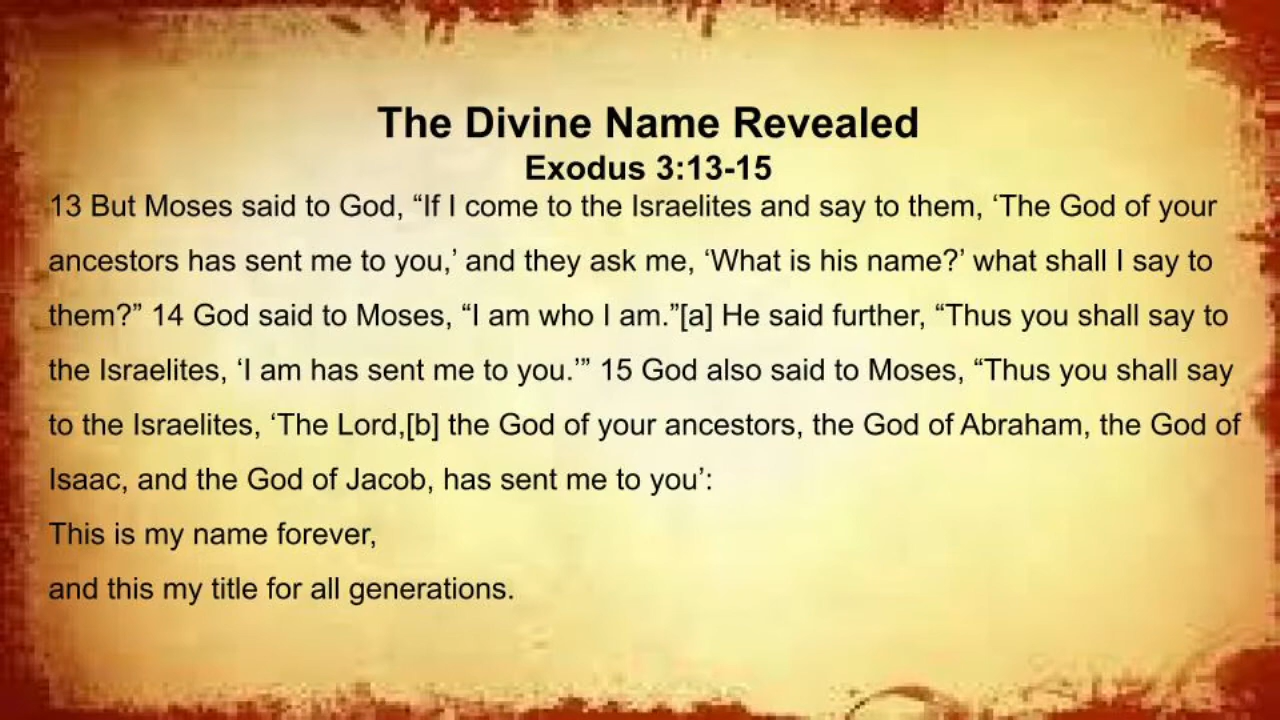 The Divine Name Revealed
Exodus 3:13-15
13 But Moses said to God, “If I come to the Israelites and say to them, ‘The God of your
ancestors has sent me to you,’ and they ask me, ‘What is his name?’ what shall I say to
them?” 14 God said to Moses, “I am who I am.”[a] He said further, “Thus you shall say to
the Israelites, ‘I am has sent me to you.’” 15 God also said to Moses, “Thus you shall say
to the Israelites, ‘The Lord,[b] the God of your ancestors, the God of Abraham, the God of
Isaac, and the God of Jacob, has sent me to you’:
This is my name forever,
and this my title for all generations.